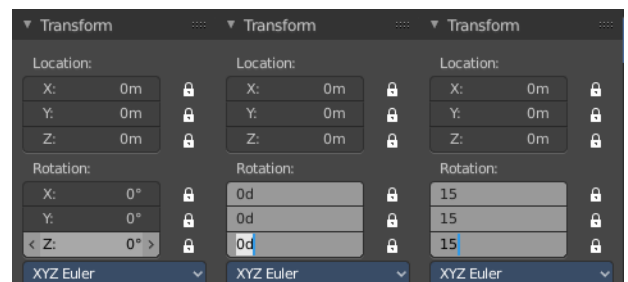 Transform
Location:
X: 0m
Y: 0m
Z: 0m
Rotation:
X: 0°
Y: 0°
Z: 0°
XYZ Euler
Transform
Location:
X: 0m
Y: 0m
Z: 0m
Rotation:
0d
0d
0d
XYZ Euler
Transform
Location:
X: 0m
Y: 0m
Z: 0m
Rotation:
15
15
15
XYZ Euler